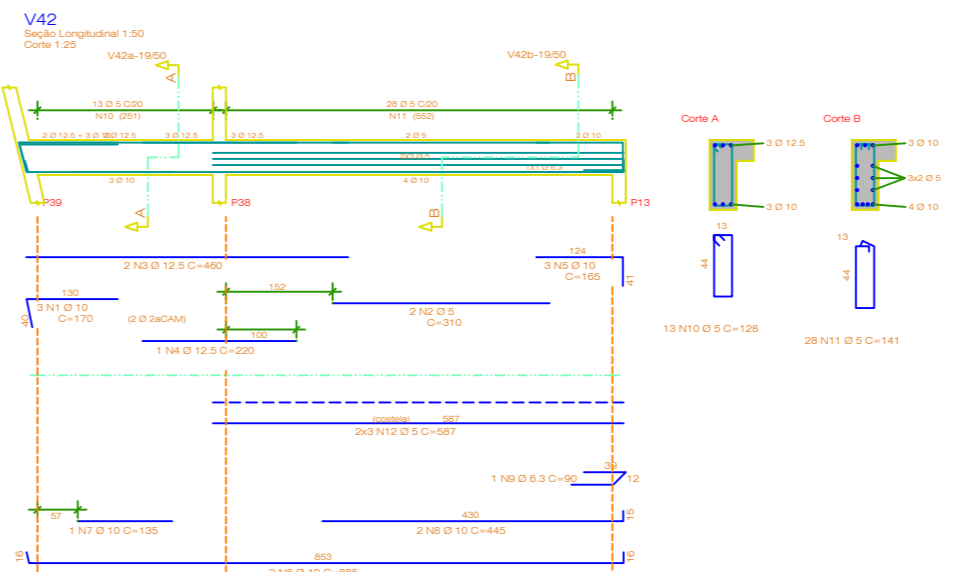 V42
Seção Longitudinal 1:50
Corte 1:25
V42a-19/50
V42b-19/50
A
B
13 Ø 5 C/20
N10 (251)
28 Ø 5 C/20
N11 (552)
3 Ø 12.5
3 Ø 12.5
2 Ø 5
3 Ø 10
2x3 Ø 5
1x1 Ø 6.3
3 Ø 10
4 Ø 10
P39
P38
P13
A
B
2 N3 Ø 12.5 C=460
124
3 N5 Ø 10
C=165
41
130
3 N1 Ø 10
C=170
40
(2 Ø 2aCAM)
152
2 N2 Ø 5
C=310
100
1 N4 Ø 12.5 C=220
(costela) 587
2x3 N12 Ø 5 C=587
39
1 N9 Ø 6.3 C=90
12
57
1 N7 Ø 10 C=135
430
2 N8 Ø 10 C=445
15
16
853
16
2 N6 Ø 10 C=885
Corte A
3 Ø 12.5
3 Ø 10
13
44
13 N10 Ø 5 C=128
Corte B
3 Ø 10
3x2 Ø 5
4 Ø 10
13
44
28 N11 Ø 5 C=141